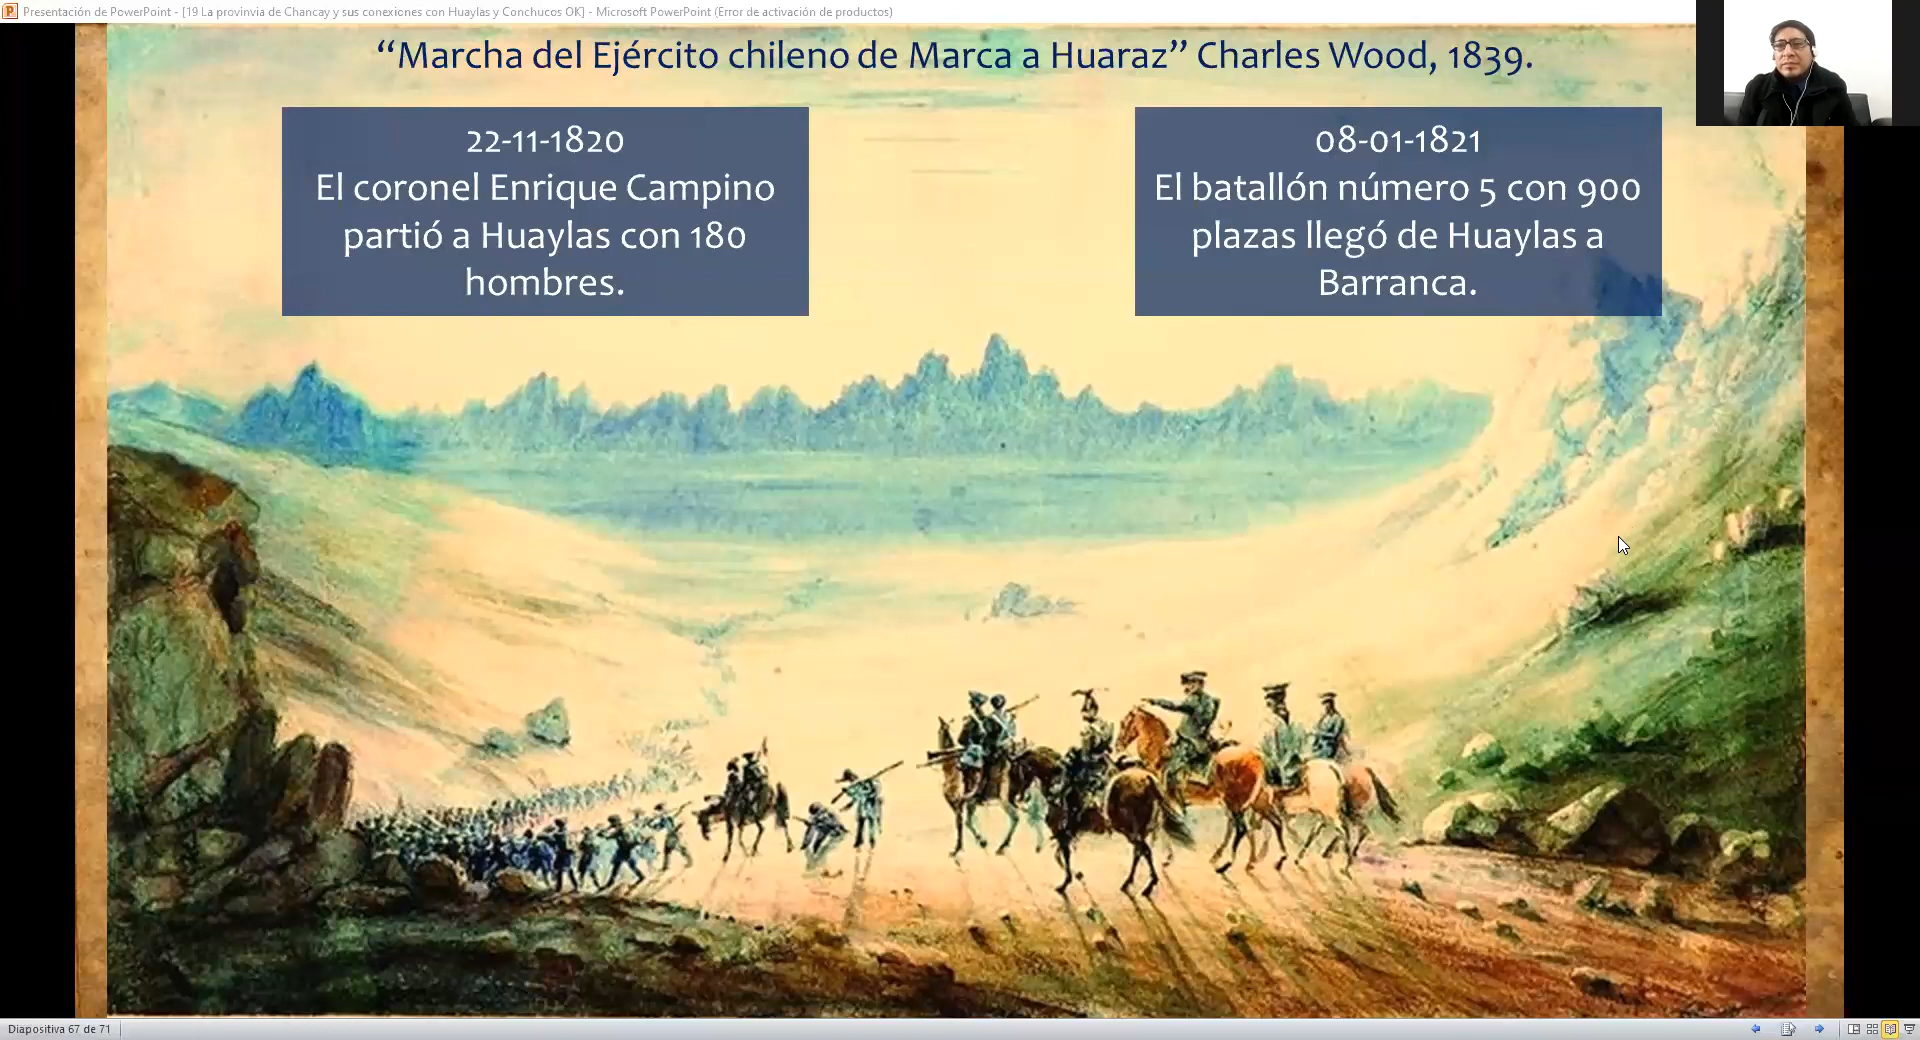 Presentación de PowerPoint - [19 La provinvia de Chancay y sus conexiones con Huaylas y Conchucos OK] - Microsoft PowerPoint (Error de activación de productos)
“Marcha del Ejército chileno de Marca a Huaraz” Charles Wood, 1839.
22-11-1820
El coronel Enrique Campino
partió a Huaylas con 180
hombres.
08-01-1821
El batallón número 5 con 900
plazas llegó de Huaylas a
Barranca.
Diapositiva 67 de 71